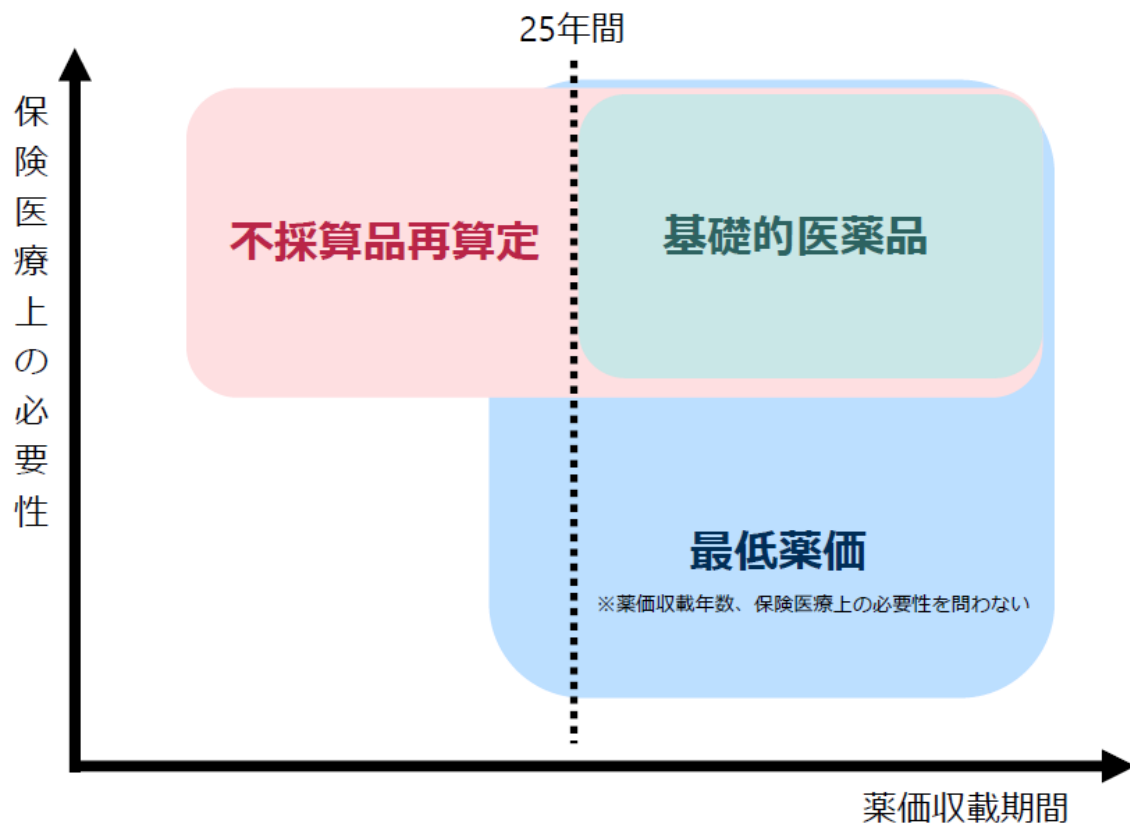 25年間
保険医療上の必要性
不採算品再算定
基礎的医薬品
最低薬価
※薬価収載年数、保険医療上の必要性を問わない
薬価収載期間